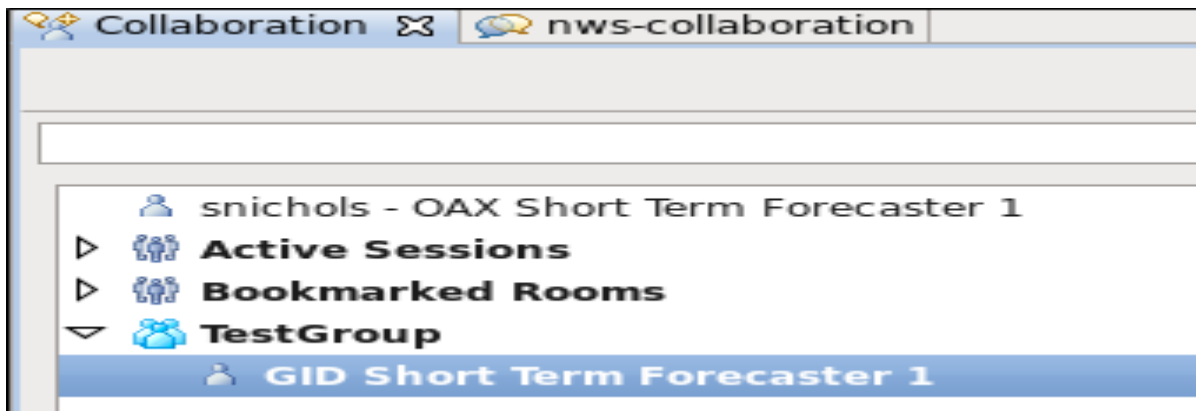 Collaboration nws-collaboration
snichols - OAX Short Term Forecaster 1
Active Sessions
Bookmarked Rooms
TestGroup
GID Short Term Forecaster 1